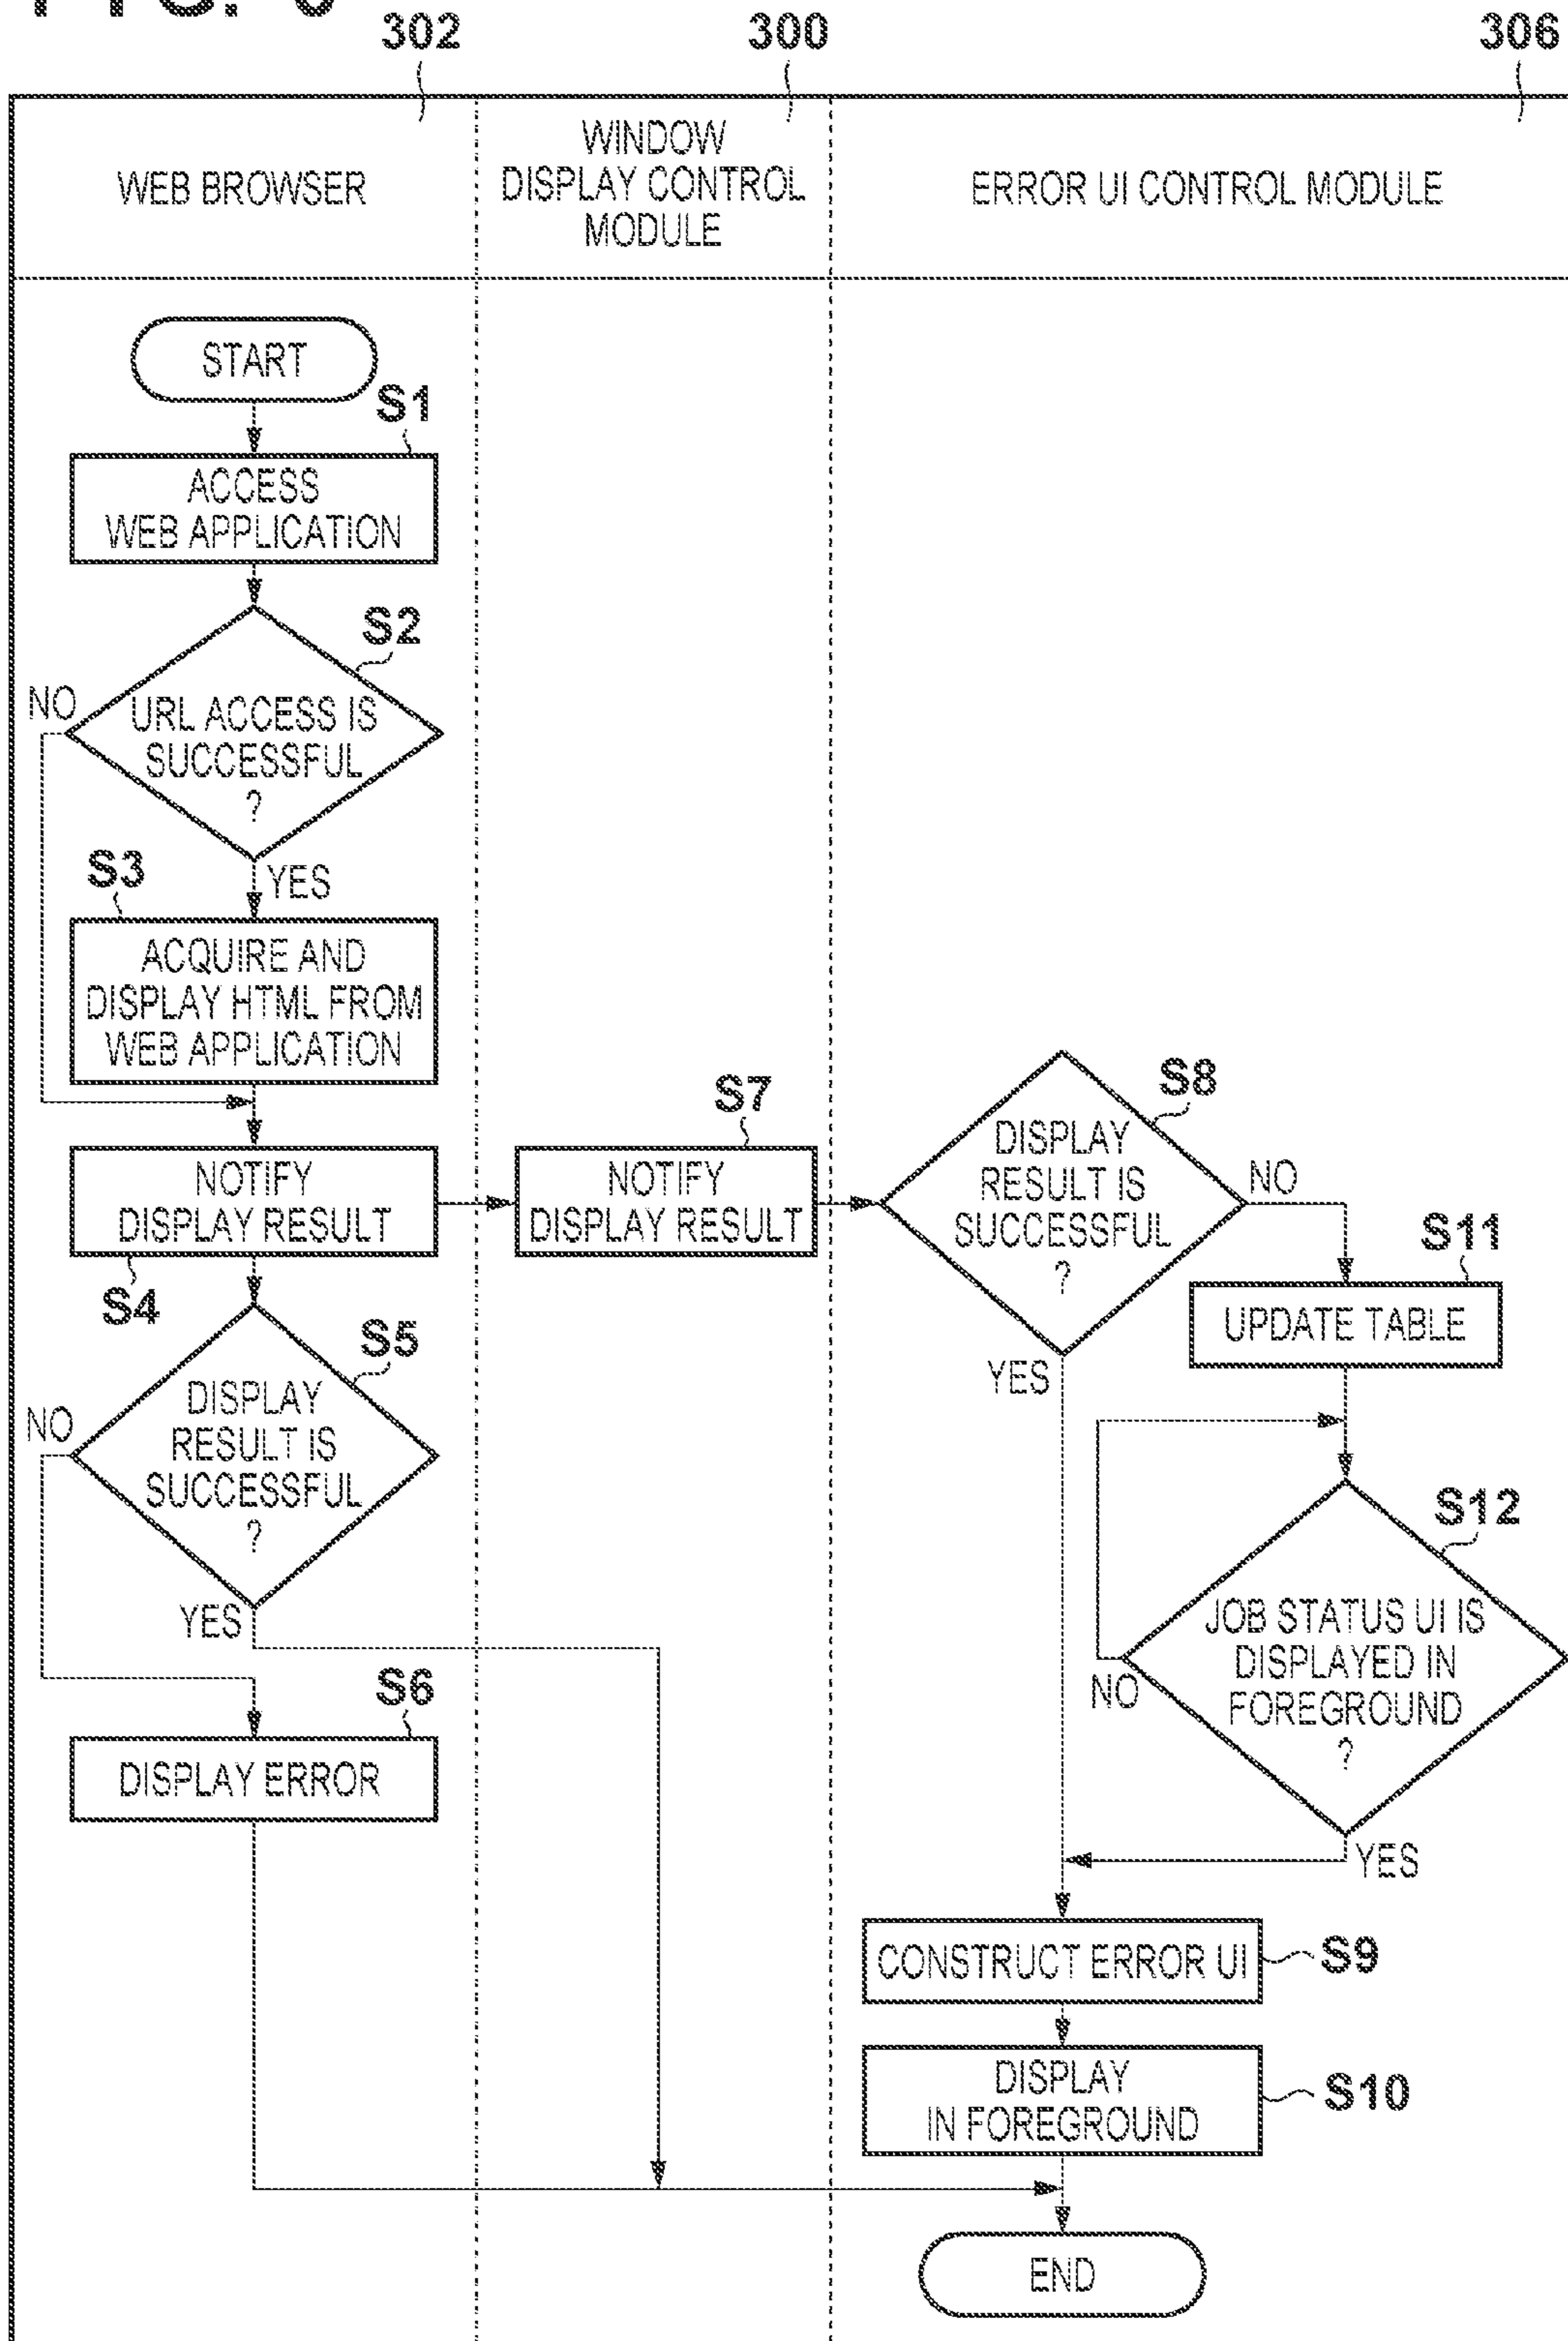 302
300
306
WEB BROWSER
WINDOW
DISPLAY CONTROL
MODULE
ERROR UI CONTROL MODULE
START
S1
ACCESS
WEB APPLICATION
S2
NO
URL ACCESS IS
SUCCESSFUL
?
YES
S3
ACQUIRE AND
DISPLAY HTML FROM
WEB APPLICATION
NOTIFY
DISPLAY RESULT
S4
S7
NOTIFY
DISPLAY RESULT
S8
DISPLAY
RESULT IS
SUCCESSFUL
?
NO
YES
S11
UPDATE TABLE
S5
NO
DISPLAY
RESULT IS
SUCCESSFUL
?
YES
S12
JOB STATUS UI IS
DISPLAYED IN
FOREGROUND
?
NO
YES
S6
DISPLAY ERROR
CONSTRUCT ERROR UI
S9
DISPLAY
IN FOREGROUND
S10
END